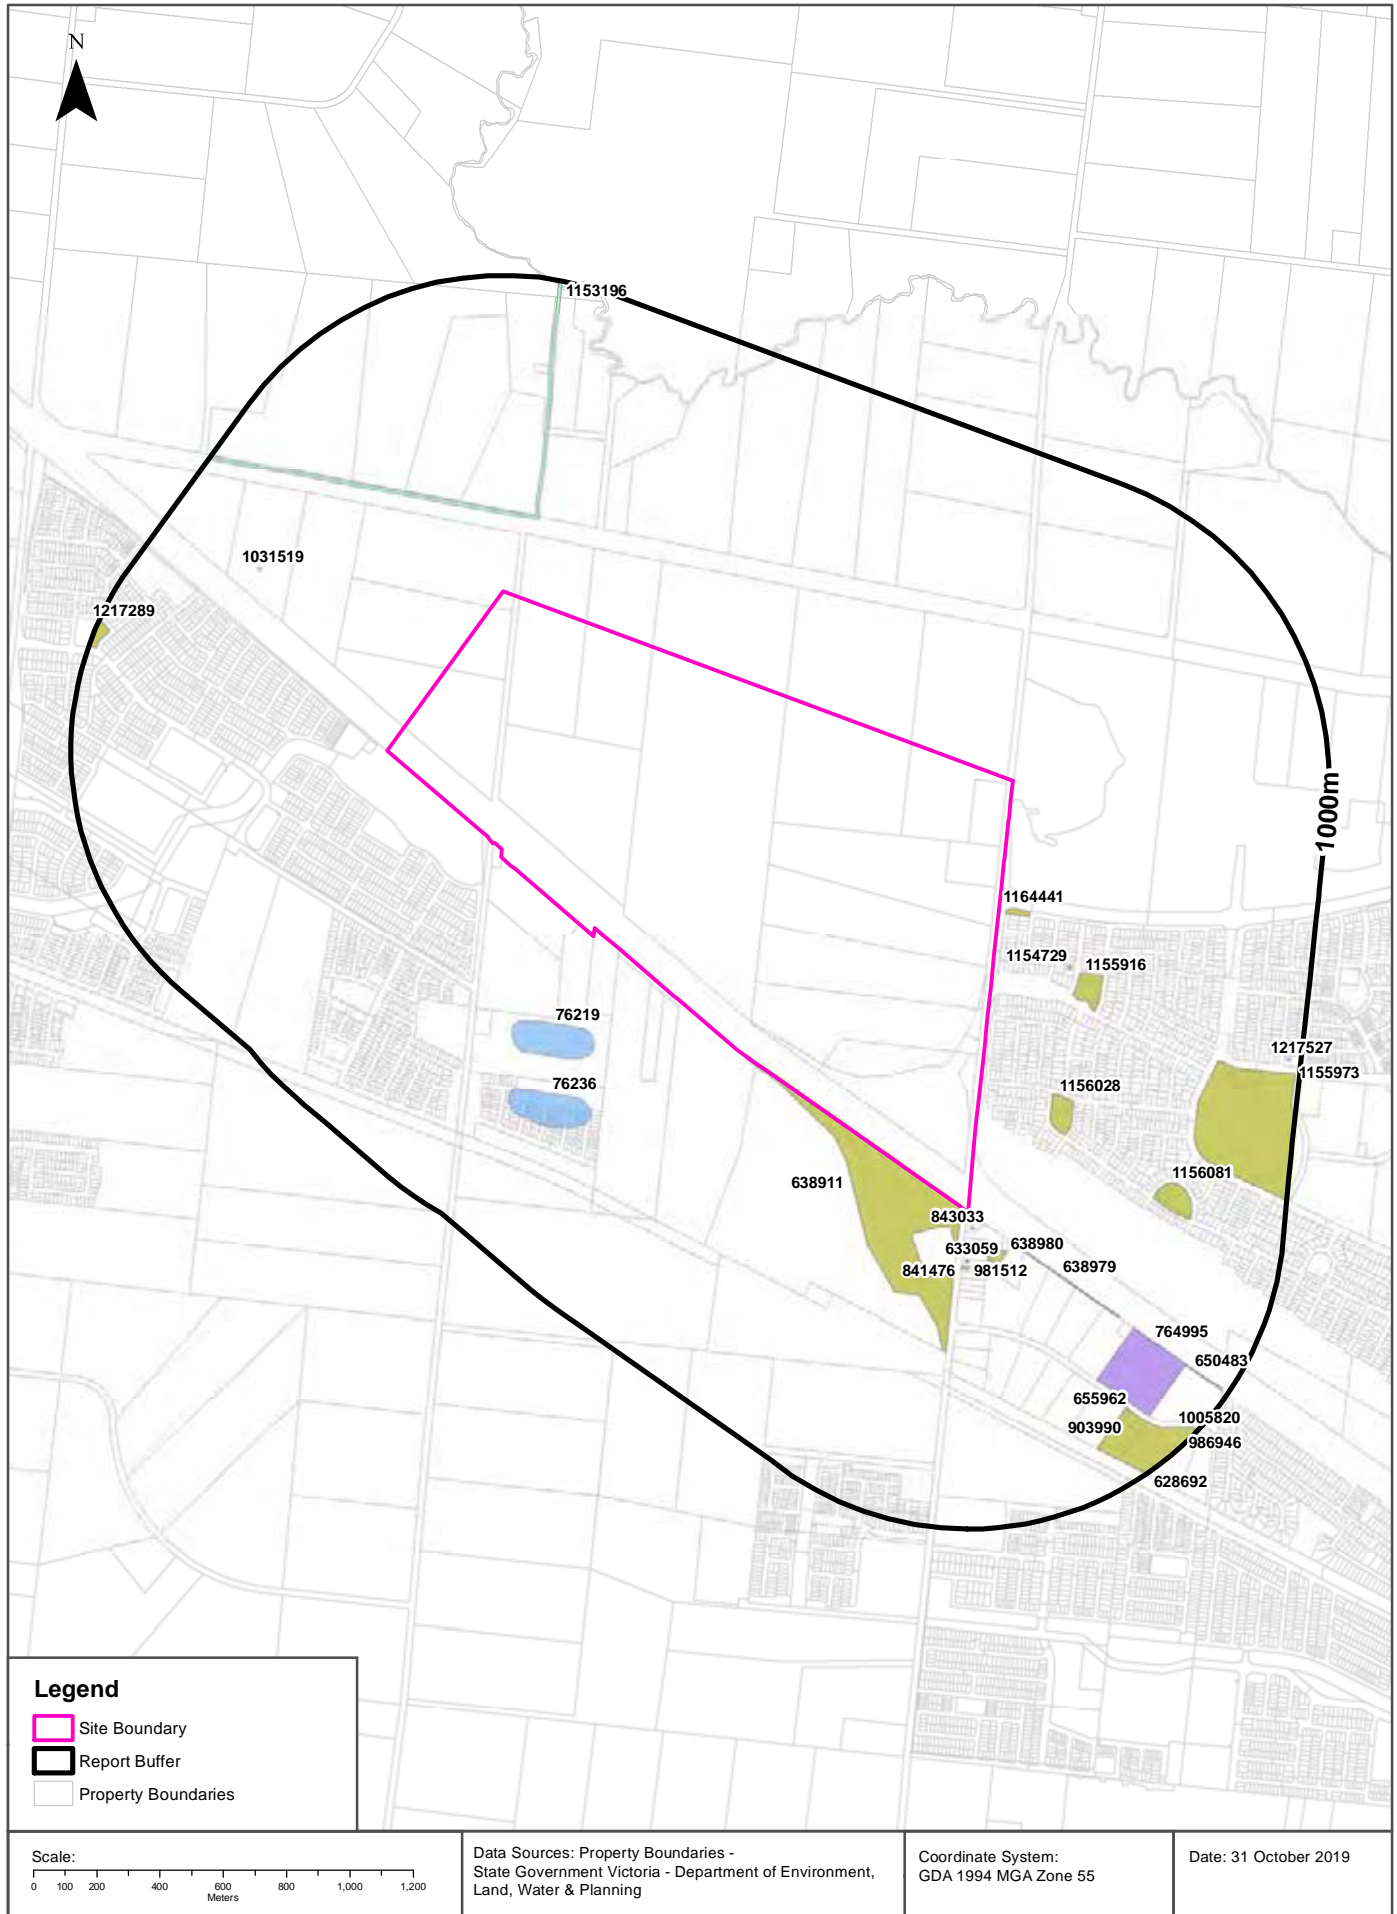 N
1153196
1031519
1217289
1000m
1164441
1154729
1155916
76219
1217527
1155973
76236
1156028
1156081
638911
843033
638980
633059
638979
841476
981512
764995
650483
655962
1005820
903990
986946
628692
Legend
Site Boundary
Report Buffer
Property Boundaries
Scale:
0 100 200 400 600 800 1,000 1,200
Meters
Data Sources: Property Boundaries -
State Government Victoria - Department of Environment,
Land, Water & Planning
Coordinate System:
GDA 1994 MGA Zone 55
Date: 31 October 2019